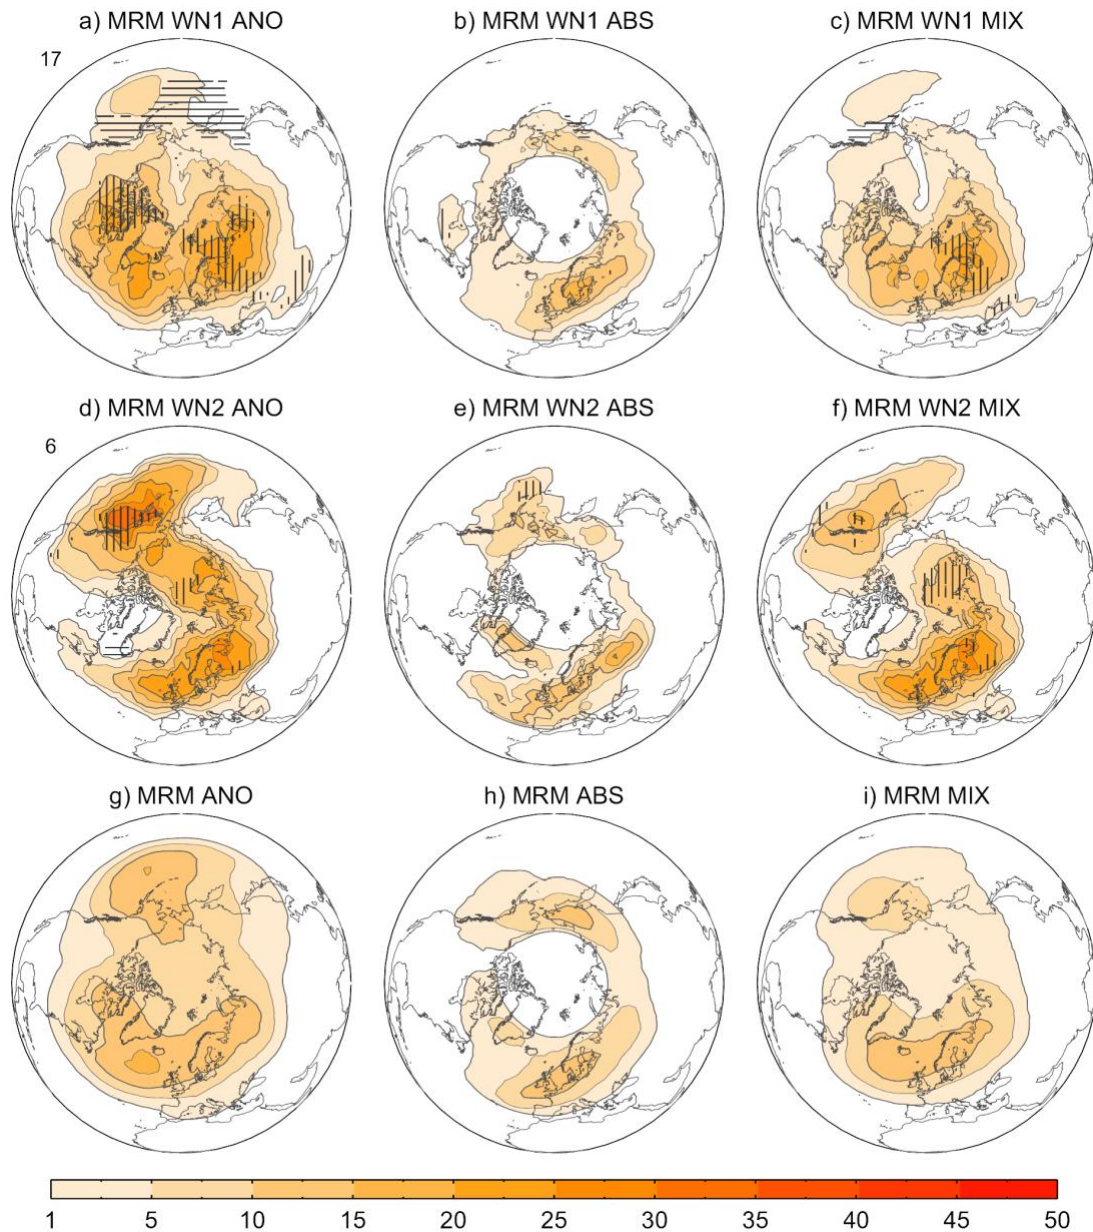 a) MRM WN1 ANO
b) MRM WN1 ABS
c) MRM WN1 MIX
17
d) MRM WN2 ANO
e) MRM WN2 ABS
f) MRM WN2 MIX
6
g) MRM ANO
h) MRM ABS
i) MRM MIX
1 5 10 15 20 25 30 35 40 45 50